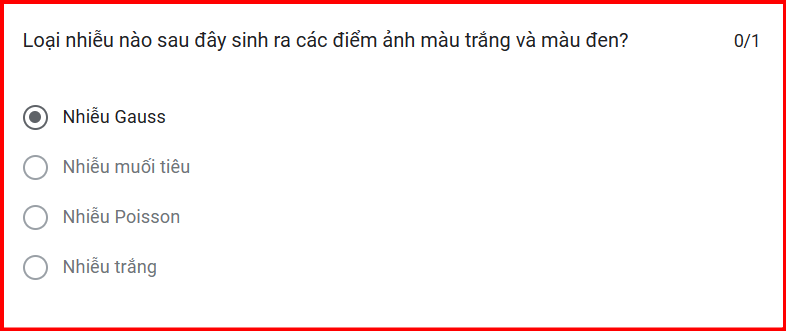 Loại nhiễu nào sau đây sinh ra các điểm ảnh màu trắng và màu đen? 0/1
Nhiễu Gauss
Nhiễu muối tiêu
Nhiễu Poisson
Nhiễu trắng